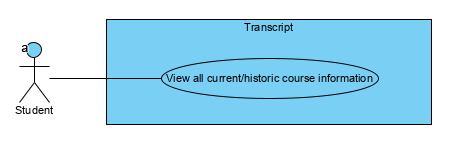 Transcript
a
View all current/historic course information
Student